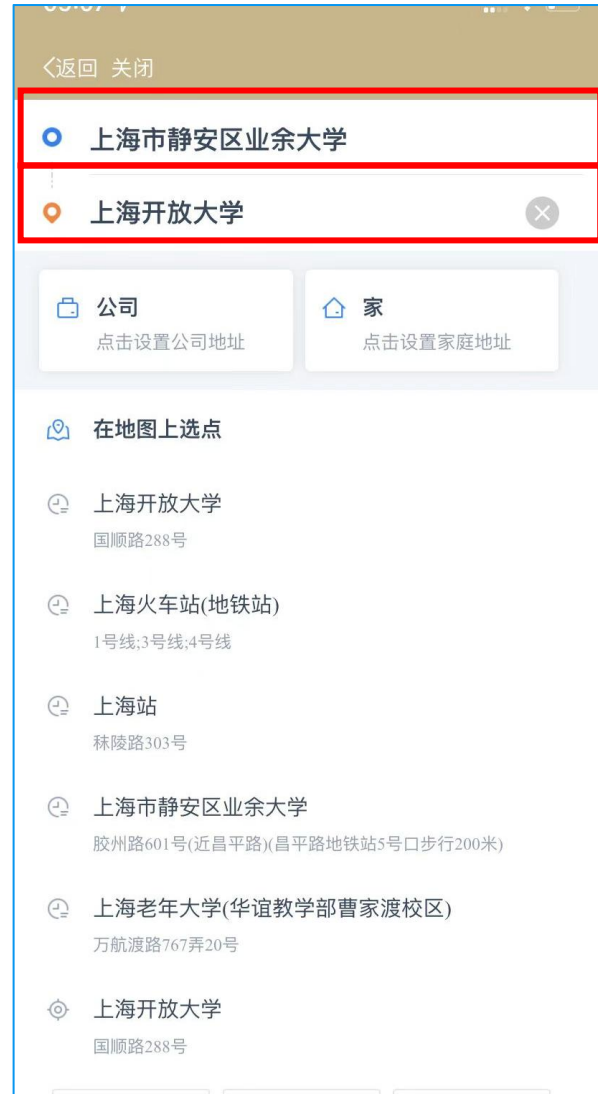 〈返回 关闭
上海市静安区业余大学
上海开放大学
公司
点击设置公司地址
家
点击设置家庭地址
在地图上选点
上海开放大学
国顺路288号
上海火车站(地铁站)
1号线;3号线;4号线
上海站
秣陵路303号
上海市静安区业余大学
胶州路601号(近昌平路)(昌平路地铁站5号口步行200米)
上海老年大学(华谊教学部曹家渡校区)
万航渡路767弄20号
上海开放大学
国顺路288号